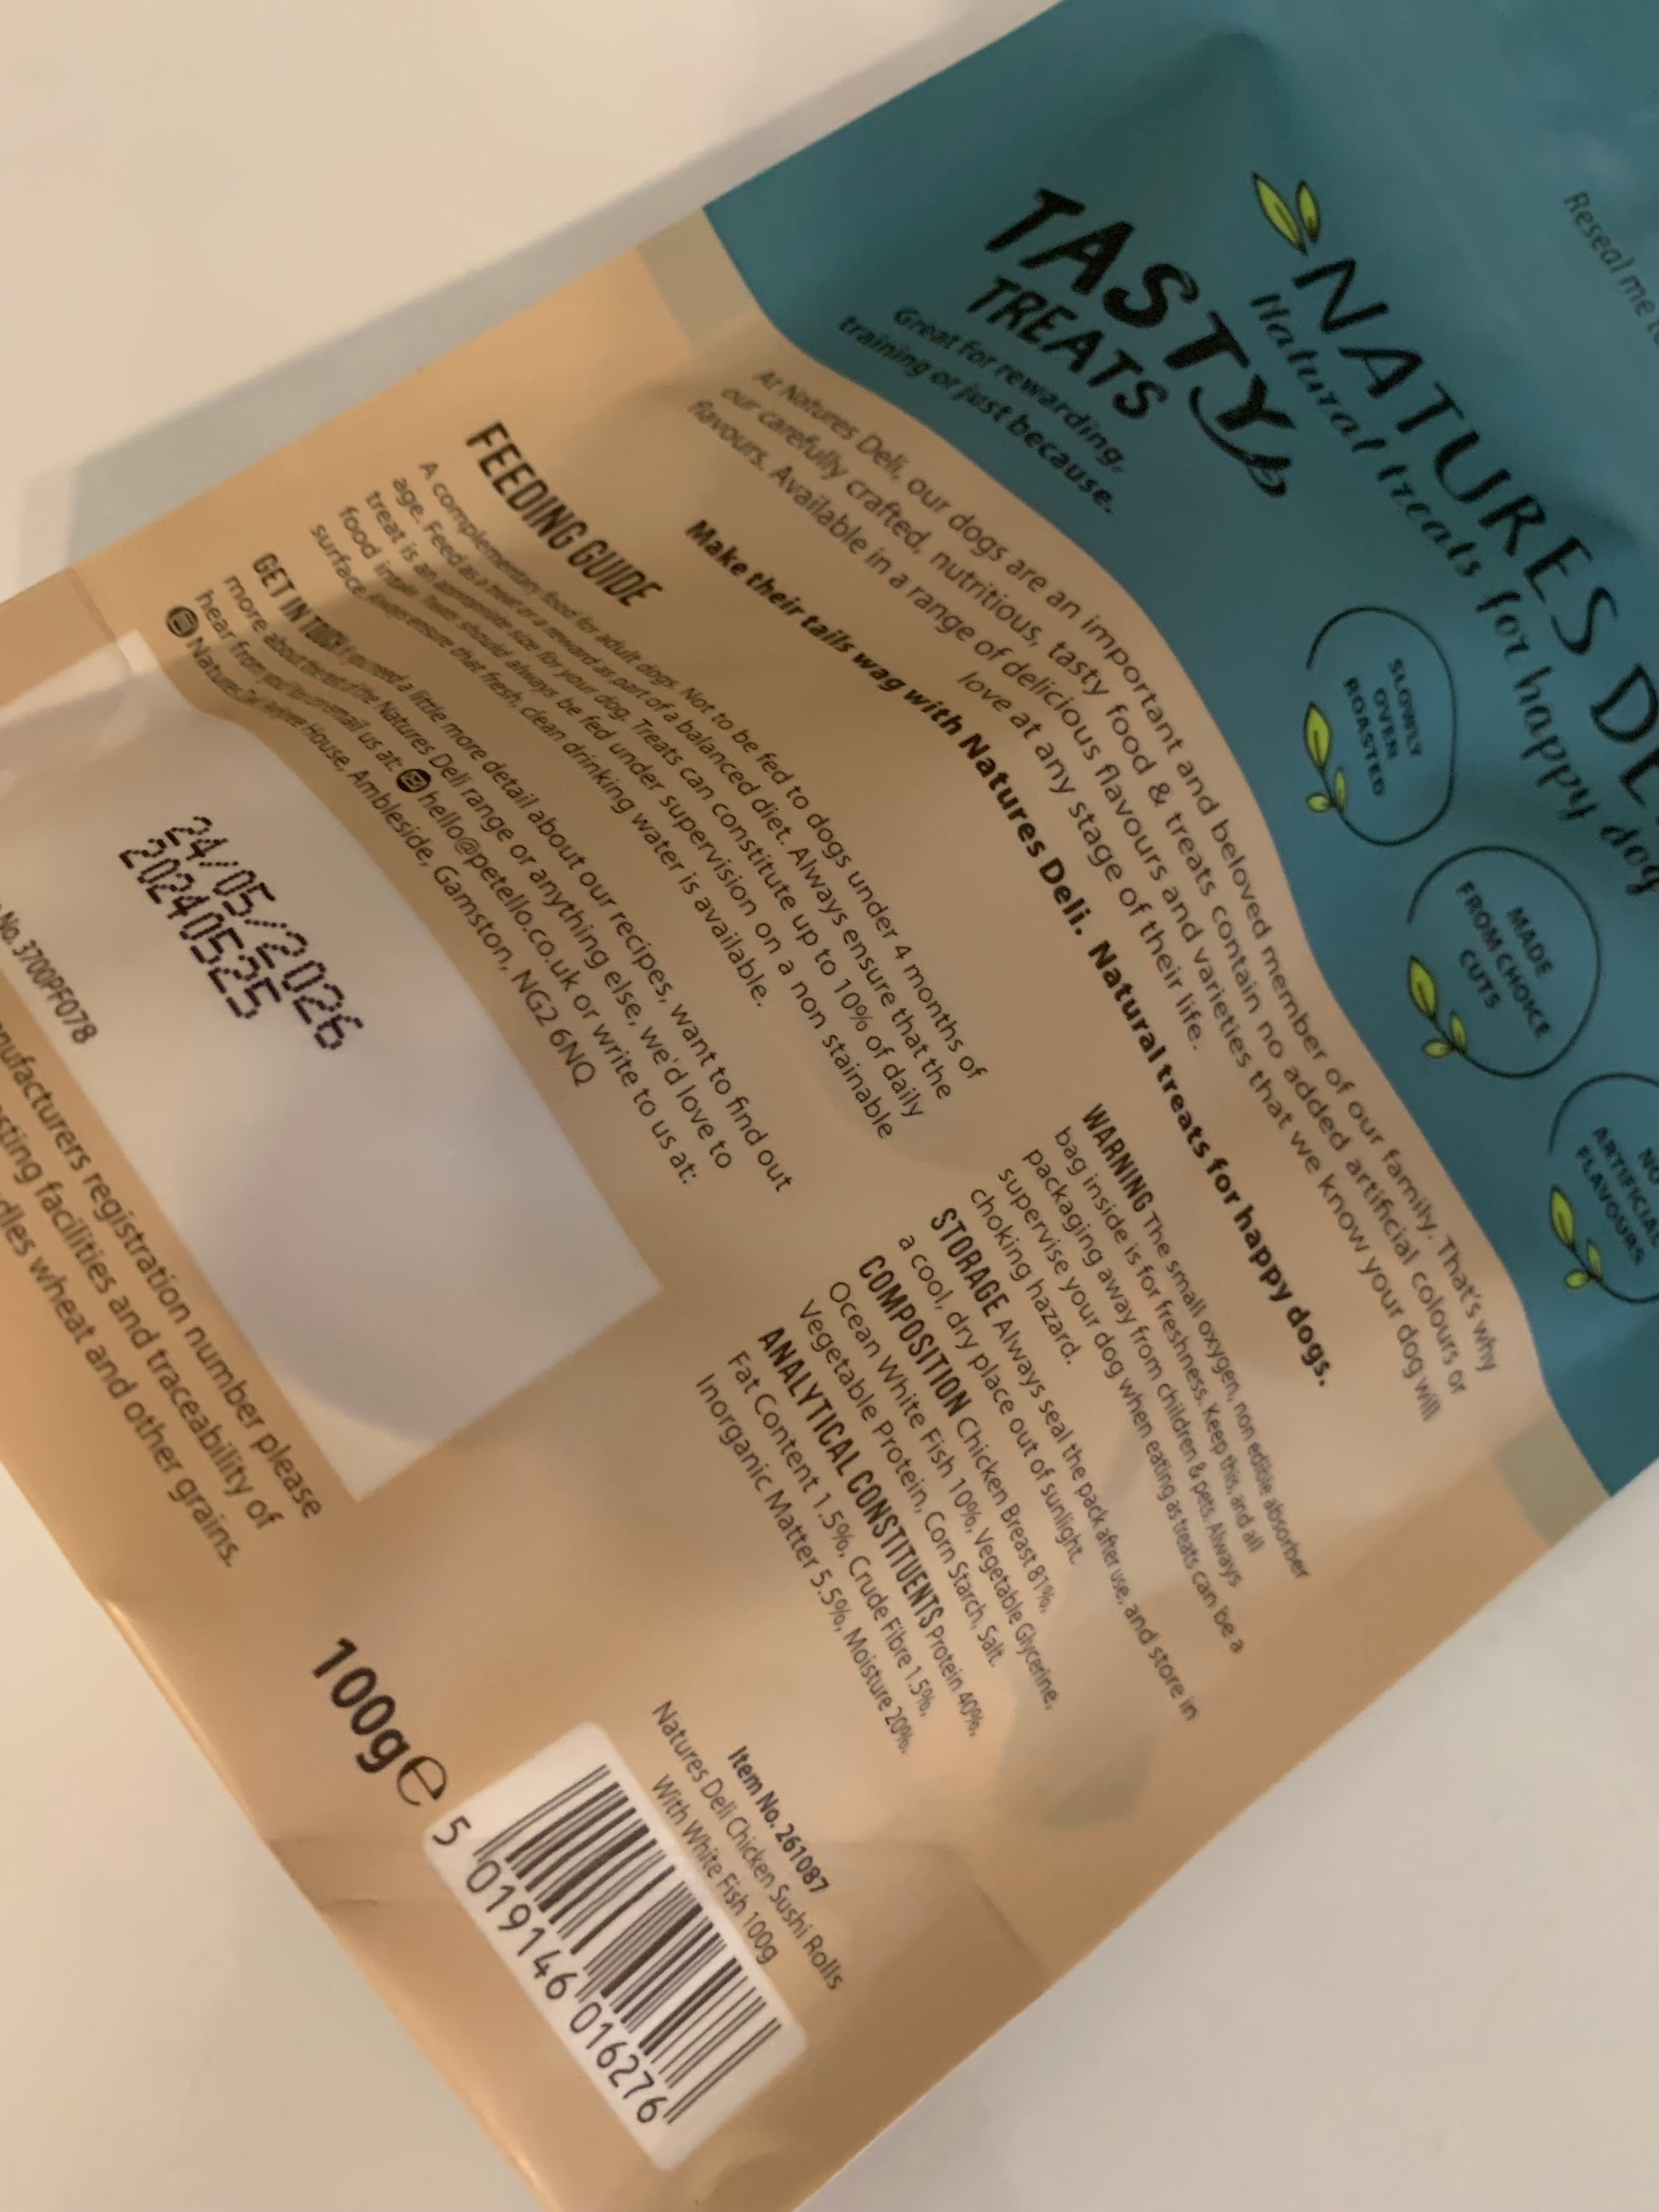 Reseal me
NATURES DE
Natural treats for happy dog
TASTY
TREATS
Great for rewarding,
training or just because.
SLOWLY
OVEN
ROASTED
MADE
FROM CHOICE
CUTS
NO
ARTIFICIAL
FLAVOURS
At Natures Deli, our dogs are an important and beloved member of our family. That's why
our carefully crafted, nutritious, tasty food & treats contain no added artificial colours or
flavours. Available in a range of delicious flavours and varieties that we know your dog will
love at any stage of their life.
Make their tails wag with Natures Deli. Natural treats for happy dogs.
FEEDING GUIDE
A complementary food for adult dogs. Not to be fed to dogs under 4 months of
age. Feed as a treat or a reward as part of a balanced diet. Always ensure that the
treat is an appropriate size for your dog. Treats can constitute up to 10% of daily
food intake. Treats should always be fed under supervision on a non stainable
surface. Always ensure that fresh, clean drinking water is available.
GET IN TOUCH If you need a little more detail about our recipes, want to find out
more about the rest of the Natures Deli range or anything else, we'd love to
hear from you! Email us at: hello@petello.co.uk or write to us at:
Natures Deli, House, Ambleside, Gamston, NG2 6NQ
WARNING The small oxygen, non edible absorber
bag inside is for freshness. Keep this, and all
packaging away from children & pets. Always
supervise your dog when eating as treats can be a
choking hazard.
STORAGE Always seal the pack after use, and store in
a cool, dry place out of sunlight.
COMPOSITION Chicken Breast 81%,
Ocean White Fish 10%, Vegetable Glycerine,
Vegetable Protein, Corn Starch, Salt.
ANALYTICAL CONSTITUENTS Protein 40%,
Fat Content 1.5%, Crude Fibre 1.5%,
Inorganic Matter 5.5%, Moisture 20%.
24/05/2026
20240525
No. 3700PF078
manufacturers registration number please
facilities and traceability of
wheat and other grains.
Item No. 261087
Natures Deli Chicken Sushi Rolls
With White Fish 100g
100g e
5 019146 016276